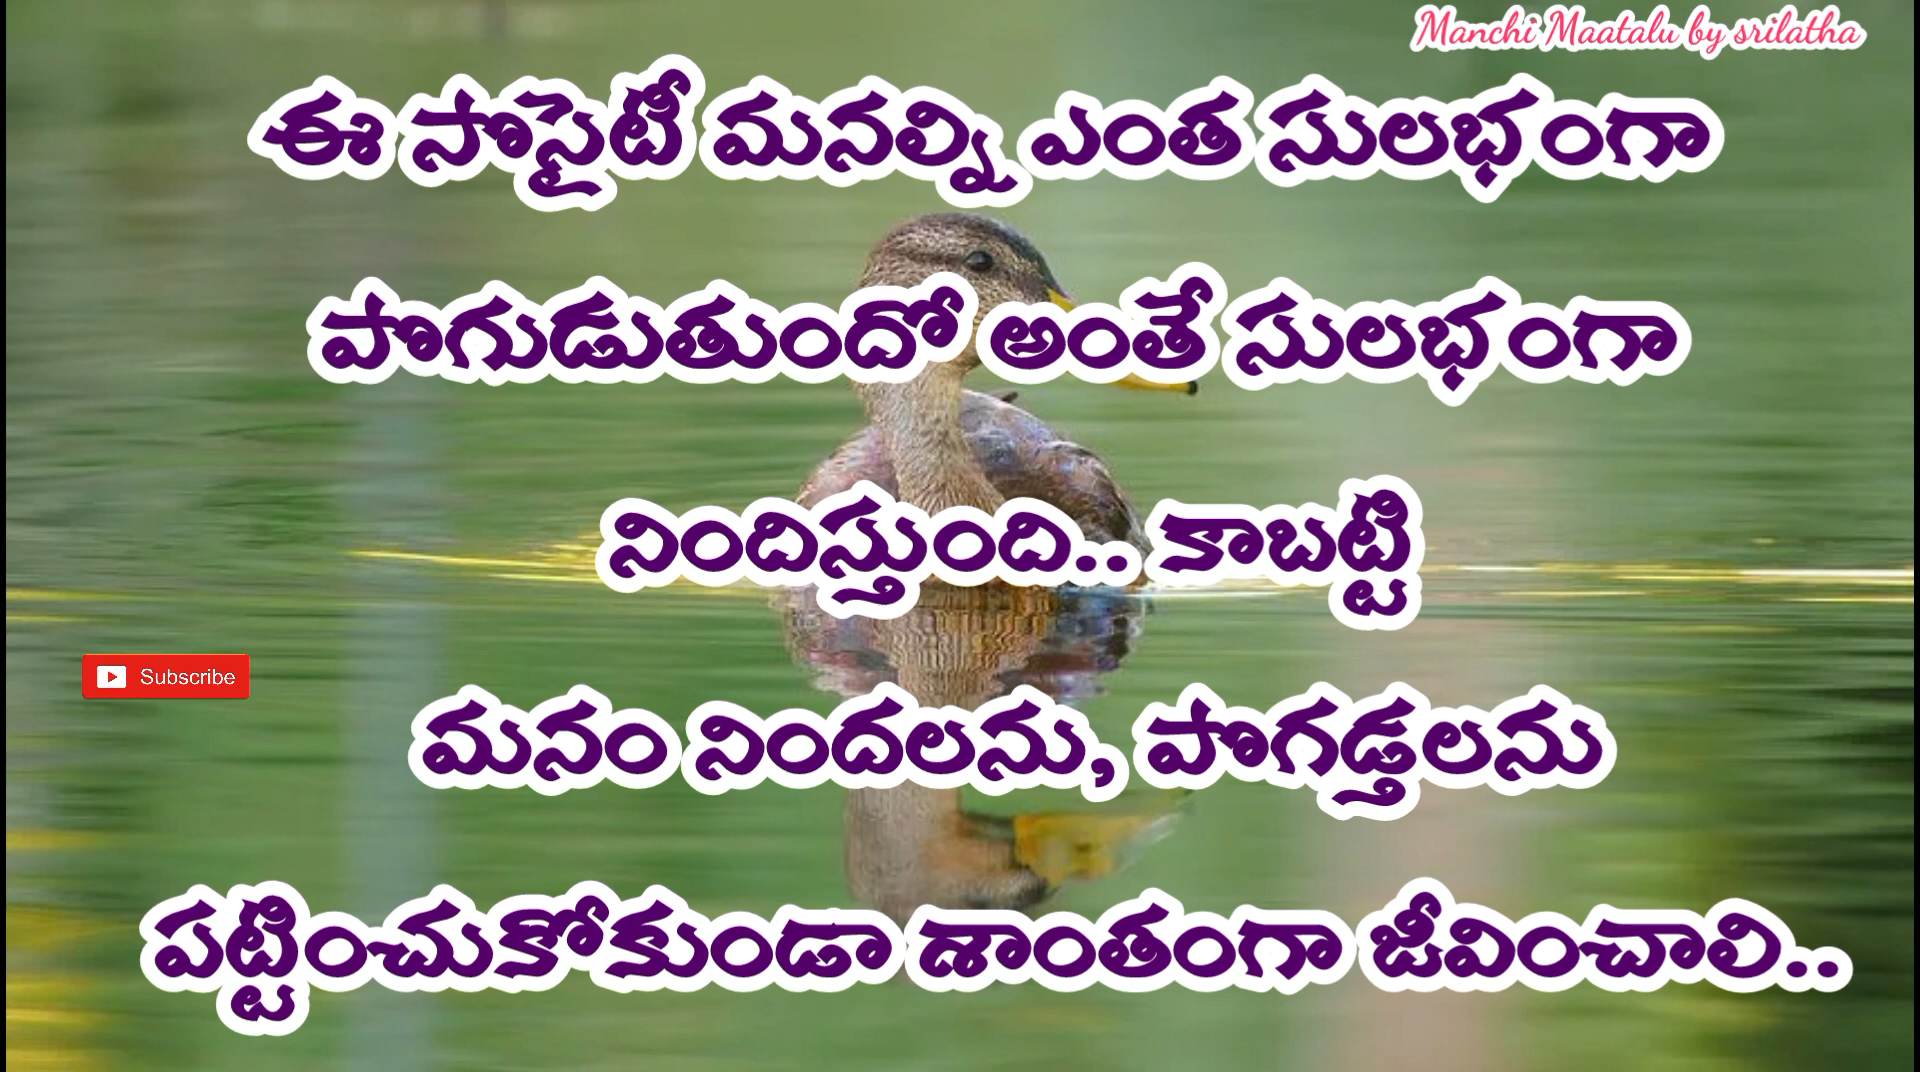 Manchi Maatalu by srilatha
ఈ సొసైటీ మనల్ని ఎంత సులభంగా
పొగుడుతుందో అంతే సులభంగా
నిందిస్తుంది.. కాబట్టి
Subscribe
మనం నిందలను, పొగడ్తలను
పట్టించుకోకుండా శాంతంగా జీవించాలి..